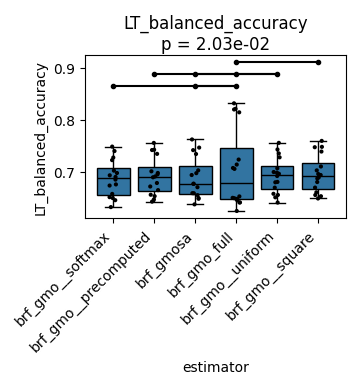 LT_balanced_accuracy
p = 2.03e-02
LT_balanced_accuracy
0.9
0.8
0.7
brf_gmo__softmax
brf_gmo__precomputed
brf_gmosa
brf_gmo_full
brf_gmo__uniform
brf_gmo__square
estimator